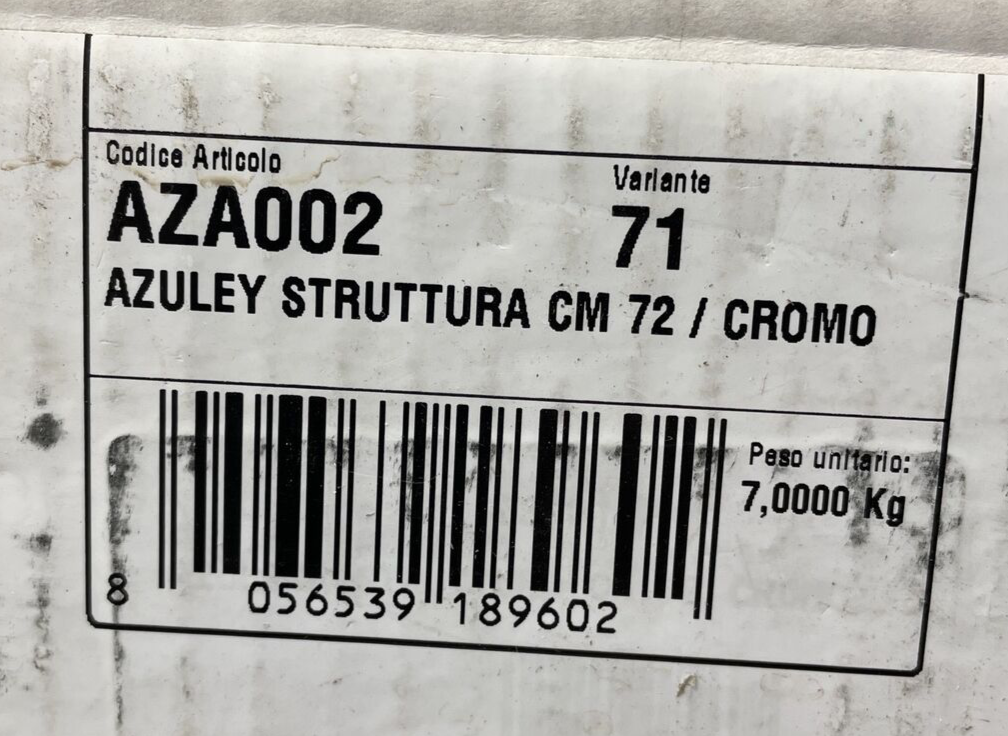 Codice Articolo
Variante
AZA002
71
AZULEY STRUTTURA CM 72 / CROMO
Peso unitario:
7,0000 Kg
8 056539 189602